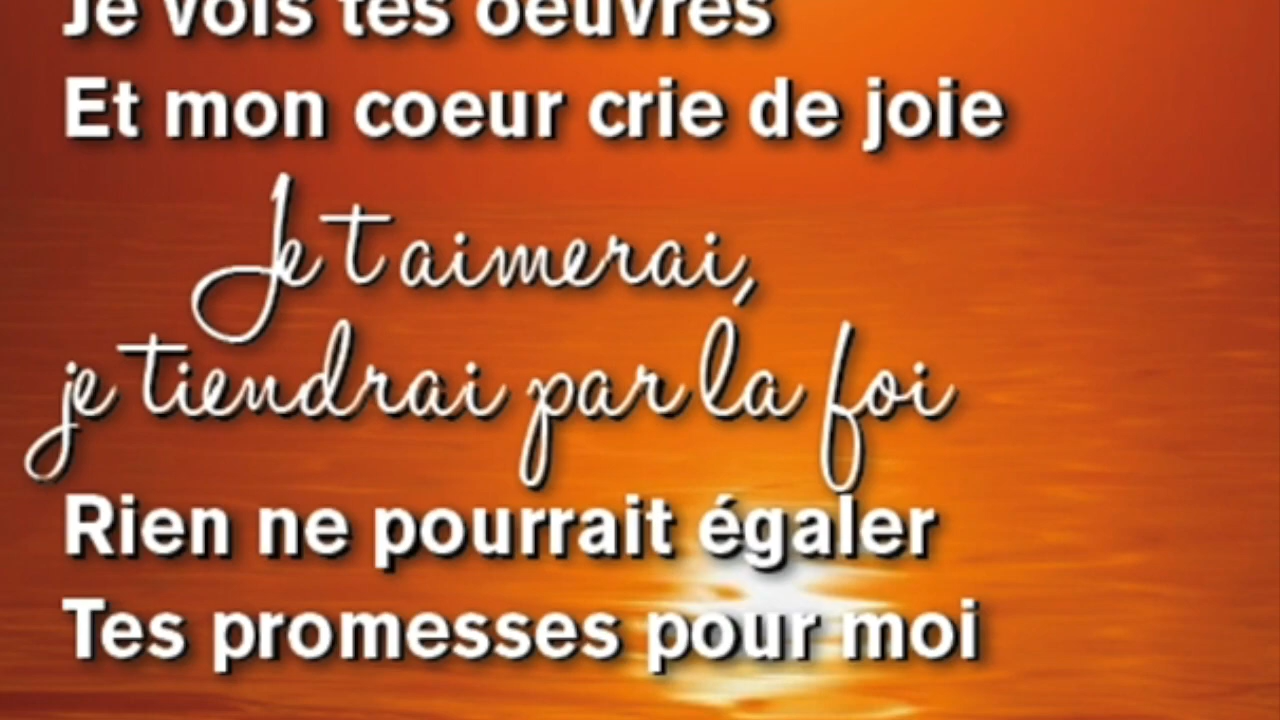 Je vois tes oeuvres
Et mon coeur crie de joie
Je t aimerai,
je tiendrai par la foi
Rien ne pourrait égaler
Tes promesses pour moi